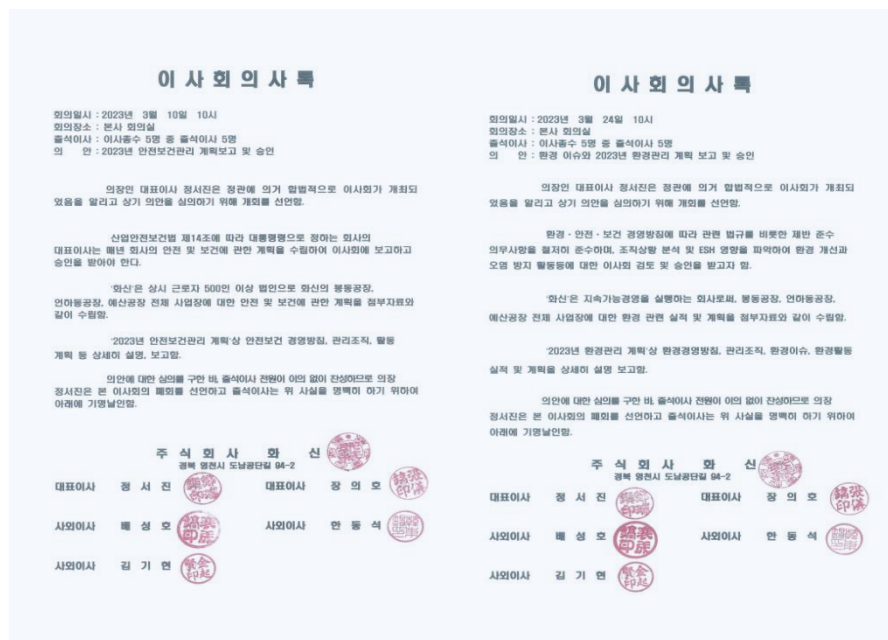 이 사 회 의 사 록
회의일시 : 2023년 3월 10일 10시
회의장소 : 본사 회의실
출석이사 : 이사총수 5명 중 출석이사 5명
의 안 : 2023년 안전보건관리 계획보고 및 승인
의장인 대표이사 정서진은 정관에 의거 합법적으로 이사회가 개최되
었음을 알리고 상기 의안을 심의하기 위해 개회를 선언함.
산업안전보건법 제14조에 따라 대통령령으로 정하는 회사의
대표이사는 매년 회사의 안전 및 보건에 관한 계획을 수립하여 이사회에 보고하고
승인을 받아야 한다.
'화신'은 상시 근로자 500인 이상 법인으로 화신의 봉동공장,
언하동공장, 예산공장 전체 사업장에 대한 안전 및 보건에 관한 계획을 첨부자료와
같이 수립함.
'2023년 안전보건관리 계획'상 안전보건 경영방침, 관리조직, 활동
계획 등 상세히 설명, 보고함.
의안에 대한 심의를 구한 바, 출석이사 전원이 이의 없이 찬성하므로 의장
정서진은 본 이사회의 폐회를 선언하고 출석이사는 위 사실을 명백히 하기 위하여
아래에 기명날인함.
주 식 회 사 화 신
경북 영천시 도남공단길 94-2
대표이사 정 서 진 대표이사 장 의 호
사외이사 배 성 호 사외이사 한 동 석
사외이사 김 기 현
이 사 회 의 사 록
회의일시 : 2023년 3월 24일 10시
회의장소 : 본사 회의실
출석이사 : 이사총수 5명 중 출석이사 5명
의 안 : 환경 이슈와 2023년 환경관리 계획 보고 및 승인
의장인 대표이사 정서진은 정관에 의거 합법적으로 이사회가 개최되
었음을 알리고 상기 의안을 심의하기 위해 개회를 선언함.
환경·안전·보건 경영방침에 따라 관련 법규를 비롯한 제반 준수
의무사항을 철저히 준수하며, 조직상황 분석 및 ESH 영향을 파악하여 환경 개선과
오염 방지 활동등에 대한 이사회 검토 및 승인을 받고자 함.
'화신'은 지속가능경영을 실행하는 회사로써, 봉동공장, 언하동공장,
예산공장 전체 사업장에 대한 환경 관련 실적 및 계획을 첨부자료와 같이 수립함.
'2023년 환경관리 계획'상 환경경영방침, 관리조직, 환경이슈, 환경활동
실적 및 계획을 상세히 설명 보고함.
의안에 대한 심의를 구한 바, 출석이사 전원이 이의 없이 찬성하므로 의장
정서진은 본 이사회의 폐회를 선언하고 출석이사는 위 사실을 명백히 하기 위하여
아래에 기명날인함.
주 식 회 사 화 신
경북 영천시 도남공단길 94-2
대표이사 정 서 진 대표이사 장 의 호
사외이사 배 성 호 사외이사 한 동 석
사외이사 김 기 현